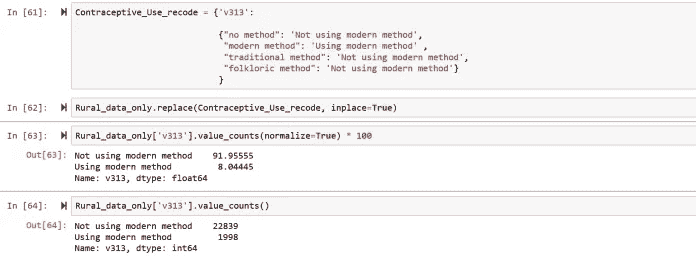 In [61]: Contraceptive_Use_recode = {'v313':
{"no method": 'Not using modern method',
"modern method": 'Using modern method' ,
"traditional method": 'Not using modern method',
"folkloric method": 'Not using modern method'}
}
In [62]: Rural_data_only.replace(Contraceptive_Use_recode, inplace=True)
In [63]: Rural_data_only['v313'].value_counts(normalize=True) * 100
Out[63]: Not using modern method 91.95555
Using modern method 8.04445
Name: v313, dtype: float64
In [64]: Rural_data_only['v313'].value_counts()
Out[64]: Not using modern method 22839
Using modern method 1998
Name: v313, dtype: int64